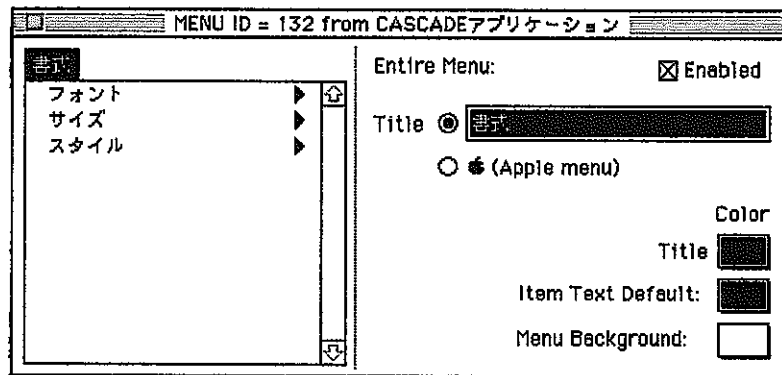 MENU ID = 132 from CASCADEアプリケーション
書式
フォント
サイズ
スタイル
Entire Menu:
Enabled
Title
書式
(Apple menu)
Color
Title
Item Text Default:
Menu Background: